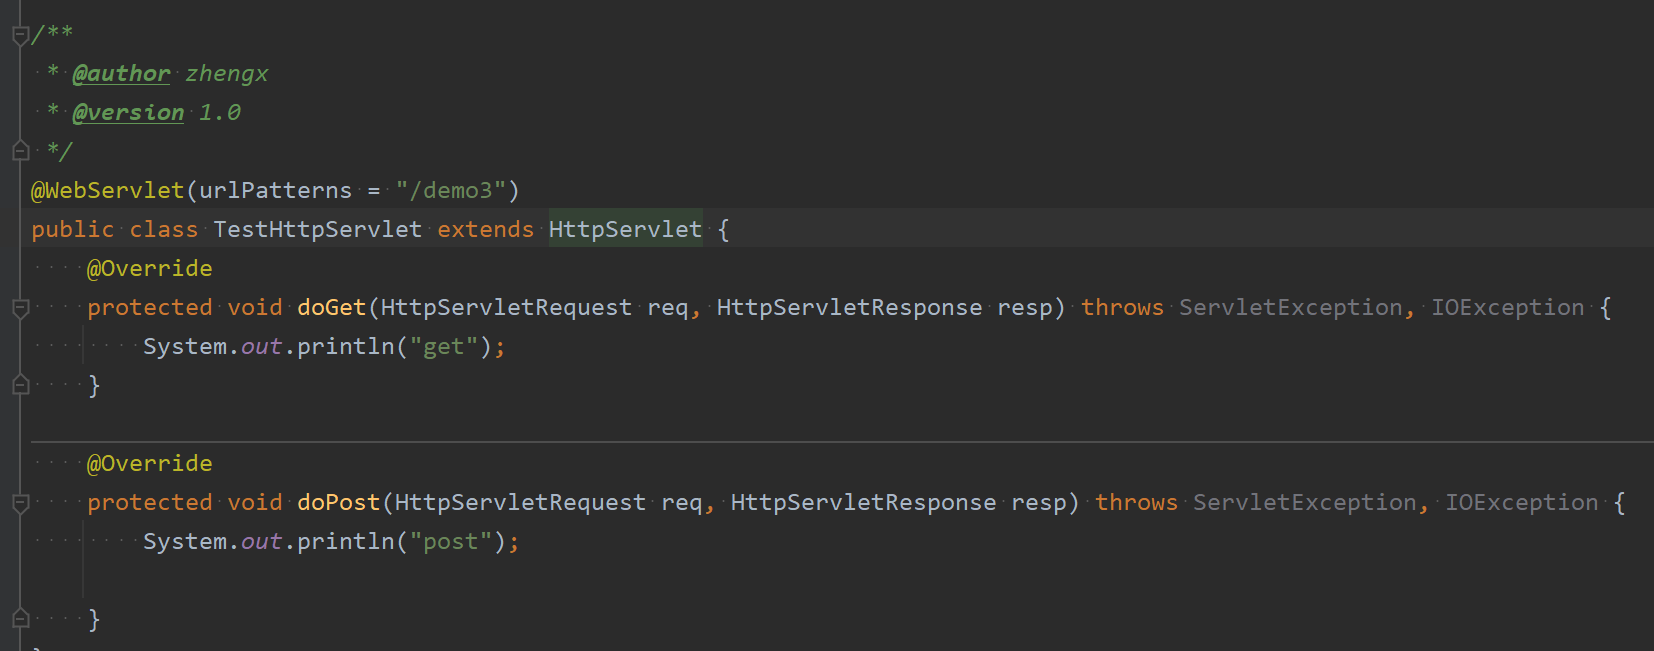 /**
 * @author zhengx
 * @version 1.0
 */
@WebServlet(urlPatterns = "/demo3")
public class TestHttpServlet extends HttpServlet {
    @Override
    protected void doGet(HttpServletRequest req, HttpServletResponse resp) throws ServletException, IOException {
        System.out.println("get");
    }
    @Override
    protected void doPost(HttpServletRequest req, HttpServletResponse resp) throws ServletException, IOException {
        System.out.println("post");
    }